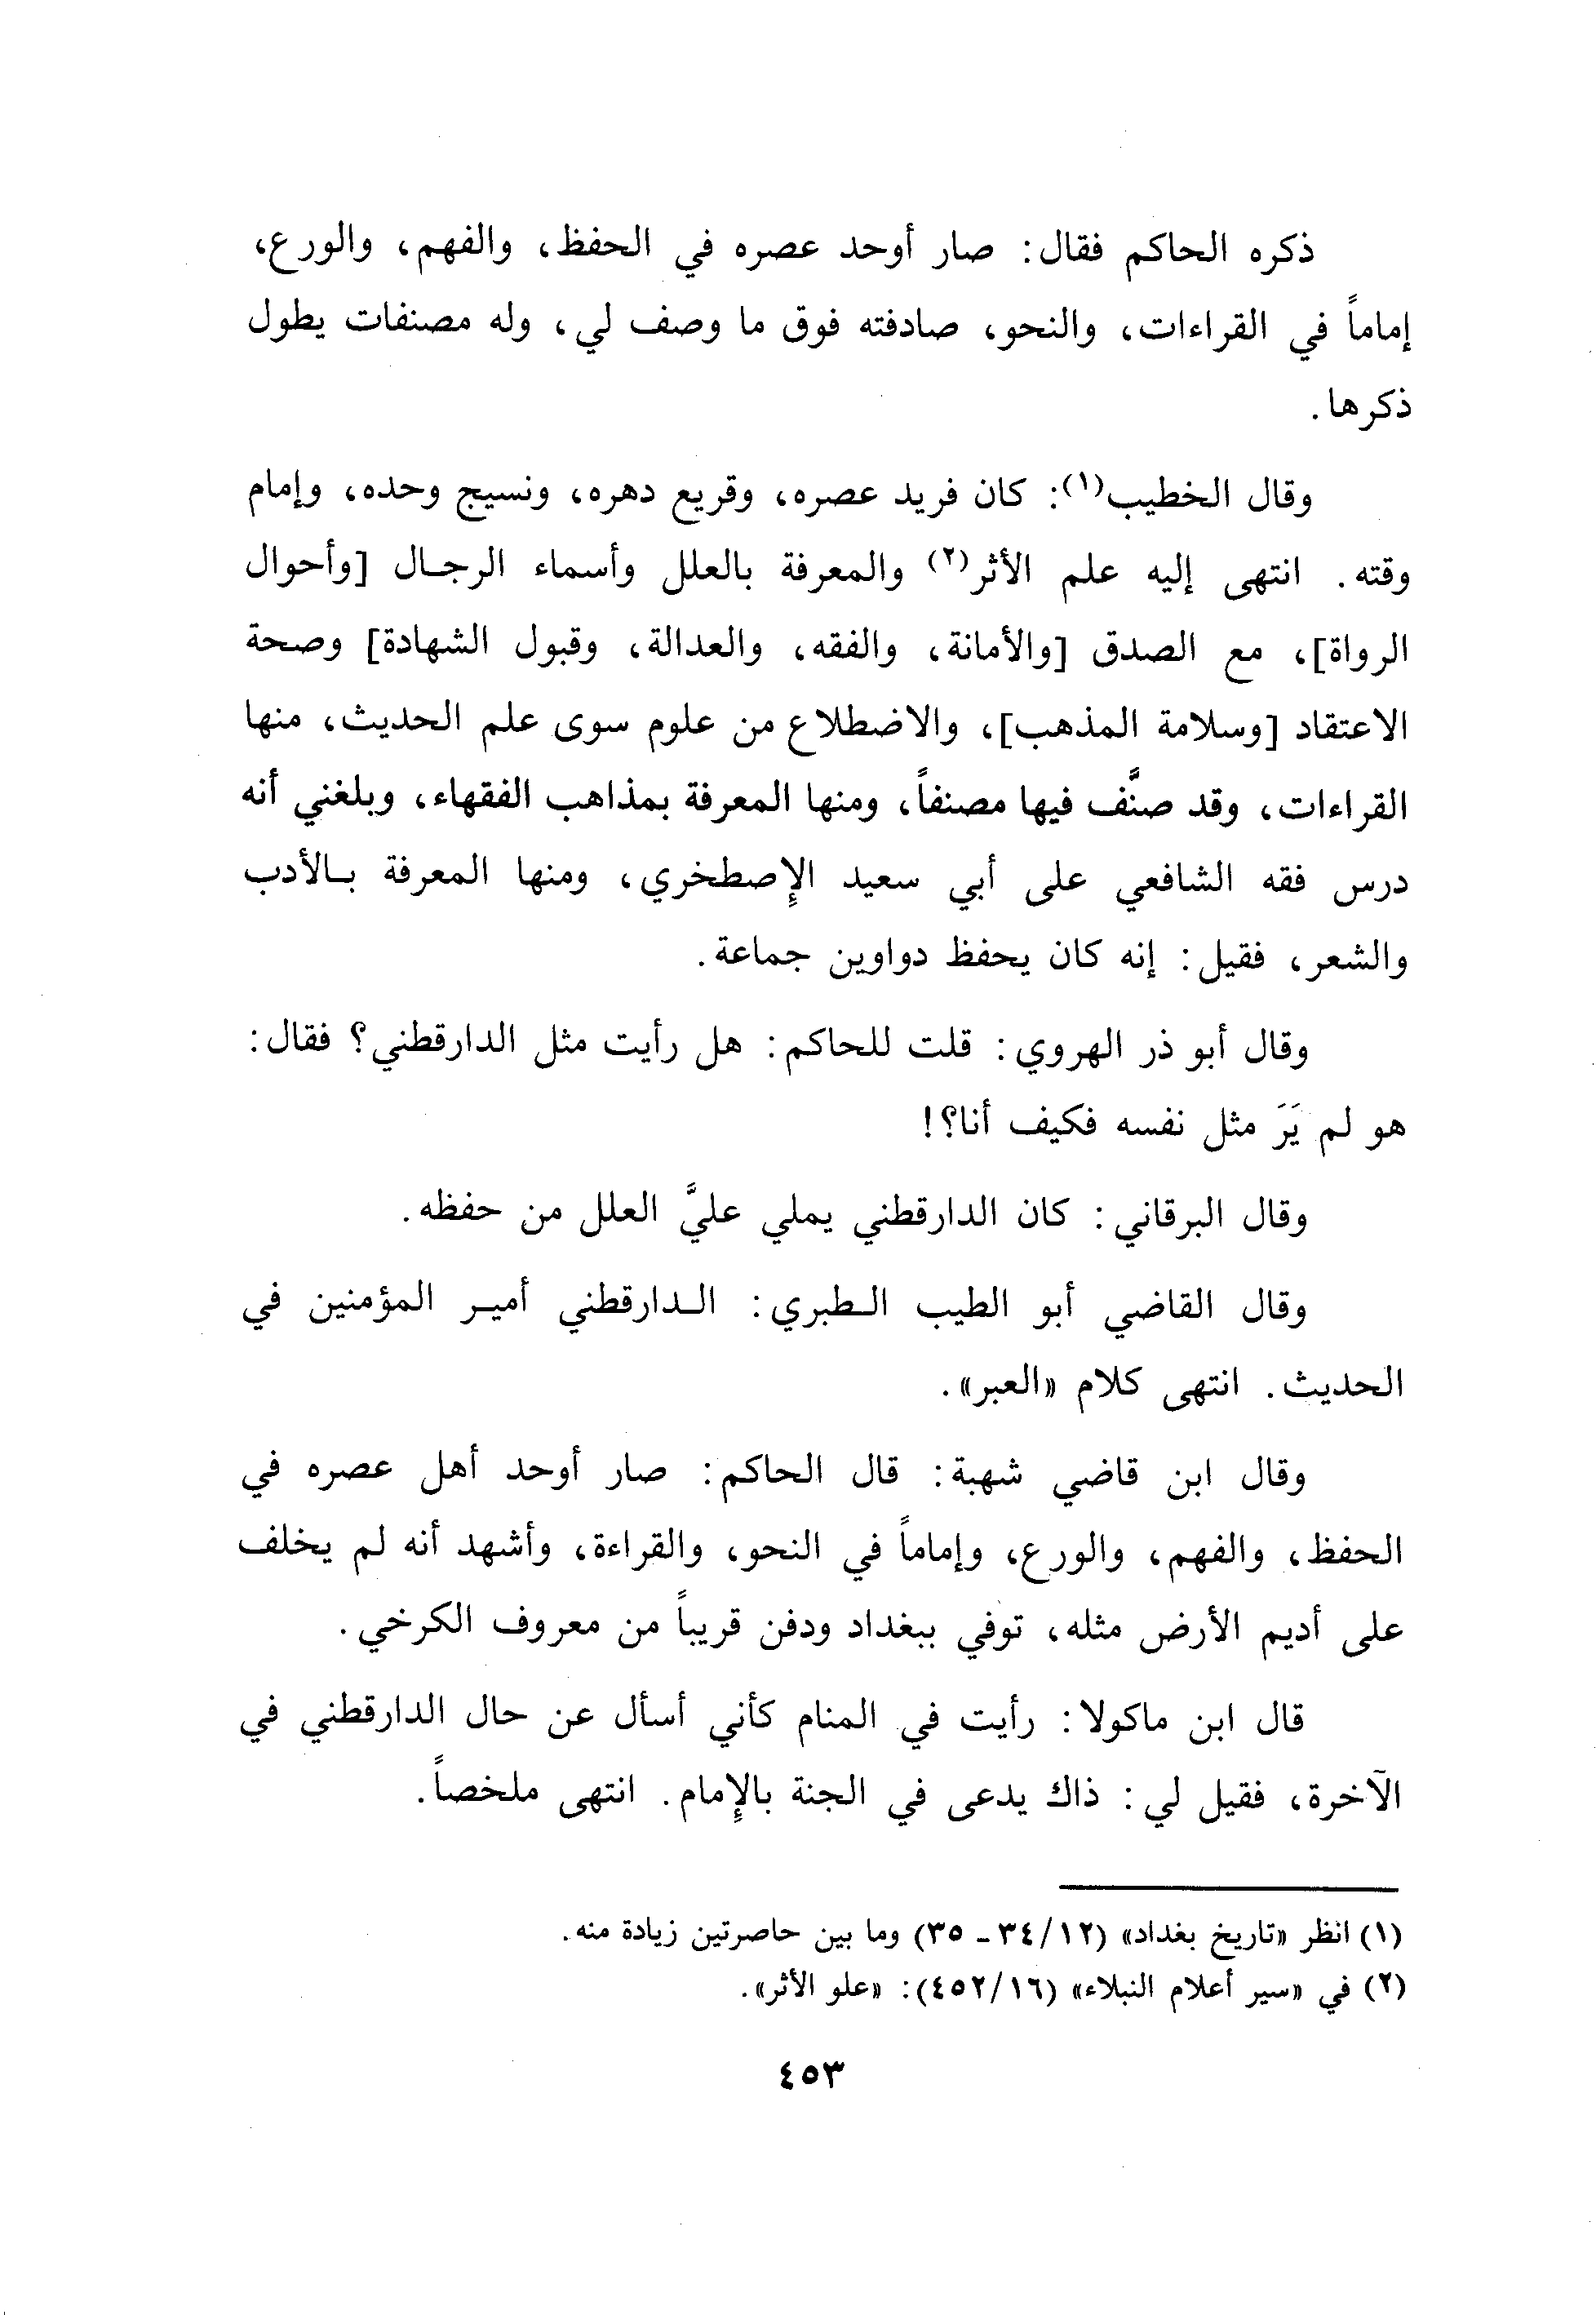 ذكره الحاكم فقال: صار أوحد عصره في الحفظ، والفهم، والورع،
إماماً في القراءات، والنحو، صادفته فوق ما وصف لي، وله مصنفات يطول
ذكرها.
وقال الخطيب(١): كان فريد عصره، وقريع دهره، ونسيج وحده، وإمام
وقته. انتهى إليه علم الأثر(٢) والمعرفة بالعلل وأسماء الرجال [وأحوال
الرواة]، مع الصدق [والأمانة، والفقه، والعدالة، وقبول الشهادة] وصحة
الاعتقاد [وسلامة المذهب]، والاضطلاع من علوم سوى علم الحديث، منها
القراءات، وقد صنَّف فيها مصنفاً، ومنها المعرفة بمذاهب الفقهاء، وبلغني أنه
درس فقه الشافعي على أبي سعيد الإصطخري، ومنها المعرفة بالأدب
والشعر، فقيل: إنه كان يحفظ دواوين جماعة.
وقال أبو ذر الهروي: قلت للحاكم: هل رأيت مثل الدارقطني؟ فقال:
هو لم يَرَ مثل نفسه فكيف أنا؟!
وقال البرقاني: كان الدارقطني يملي عليَّ العلل من حفظه.
وقال القاضي أبو الطيب الطبري: الدارقطني أمير المؤمنين في
الحديث. انتهى كلام «العبر».
وقال ابن قاضي شهبة: قال الحاكم: صار أوحد أهل عصره في
الحفظ، والفهم، والورع، وإماماً في النحو، والقراءة، وأشهد أنه لم يخلف
على أديم الأرض مثله، توفي ببغداد ودفن قريباً من معروف الكرخي.
قال ابن ماكولا: رأيت في المنام كأني أسأل عن حال الدارقطني في
الآخرة، فقيل لي: ذاك يدعى في الجنة بالإمام. انتهى ملخصاً.
(١) انظر «تاريخ بغداد» (١٢/٣٤ - ٣٥) وما بين حاصرتين زيادة منه.
(٢) في «سير أعلام النبلاء» (١٦/٤٥٢): «علو الأثر».
٤٥٣